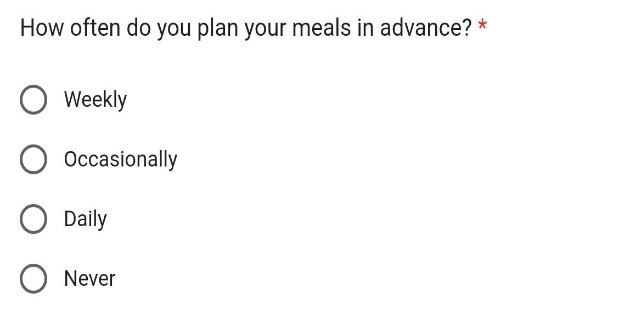 How often do you plan your meals in advance? *
Weekly
Occasionally
Daily
Never